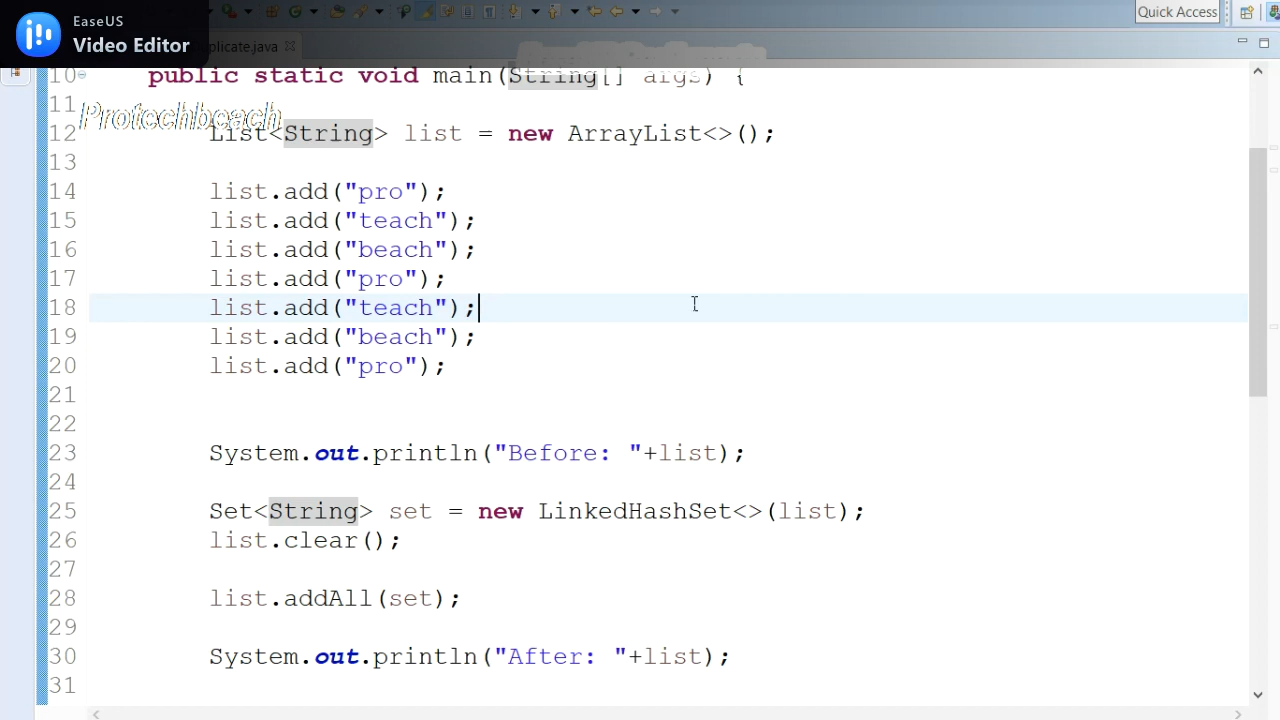 EaseUS
Video Editor
Quick Access
plicate.java
10 public static void main(String[] args) {
11
Protechbeach
12 List<String> list = new ArrayList<>();
13
14 list.add("pro");
15 list.add("teach");
16 list.add("beach");
17 list.add("pro");
18 list.add("teach");
19 list.add("beach");
20 list.add("pro");
21
22
23 System.out.println("Before: "+list);
24
25 Set<String> set = new LinkedHashSet<>(list);
26 list.clear();
27
28 list.addAll(set);
29
30 System.out.println("After: "+list);
31